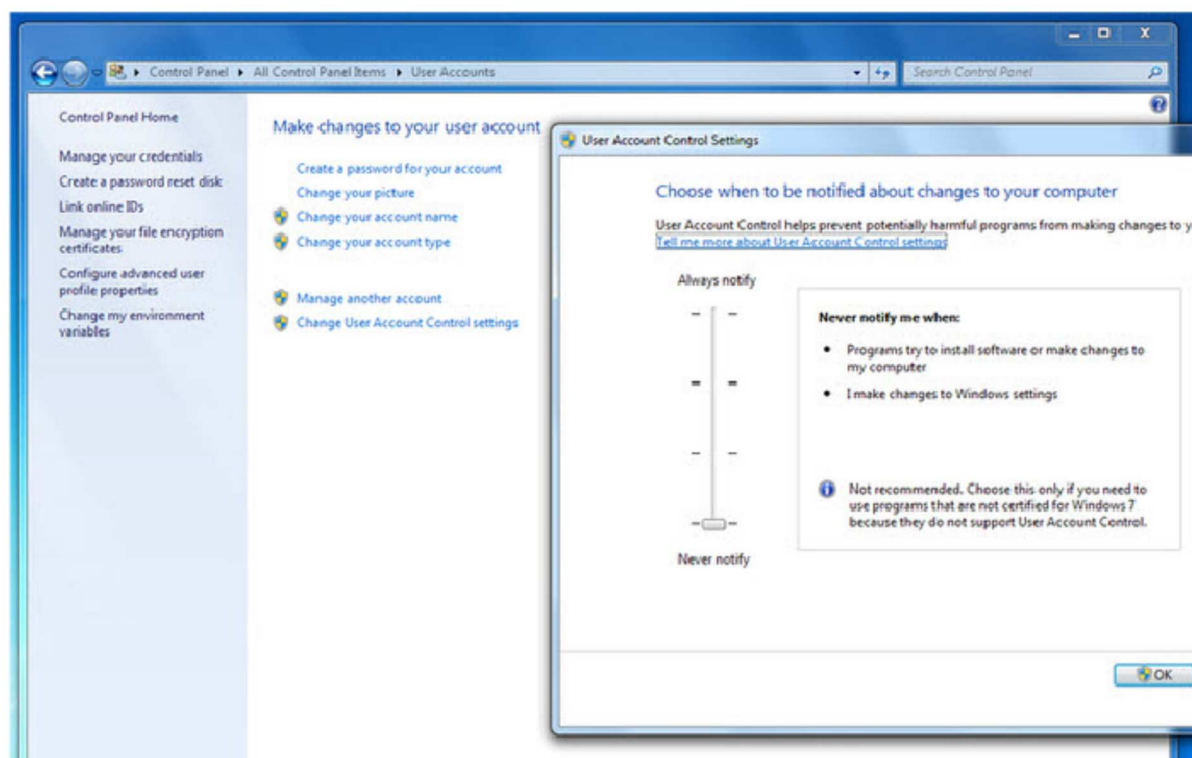 Control Panel ▸ All Control Panel Items ▸ User Accounts
Search Control Panel
Control Panel Home
Manage your credentials
Create a password reset disk
Link online IDs
Manage your file encryption
certificates
Configure advanced user
profile properties
Change my environment
variables
Make changes to your user account
Create a password for your account
Change your picture
Change your account name
Change your account type
Manage another account
Change User Account Control settings
User Account Control Settings
Choose when to be notified about changes to your computer
User Account Control helps prevent potentially harmful programs from making changes to y
Tell me more about User Account Control settings
Always notify
Never notify me when:
• Programs try to install software or make changes to
my computer
• I make changes to Windows settings
Not recommended. Choose this only if you need to
use programs that are not certified for Windows 7
because they do not support User Account Control.
Never notify
OK